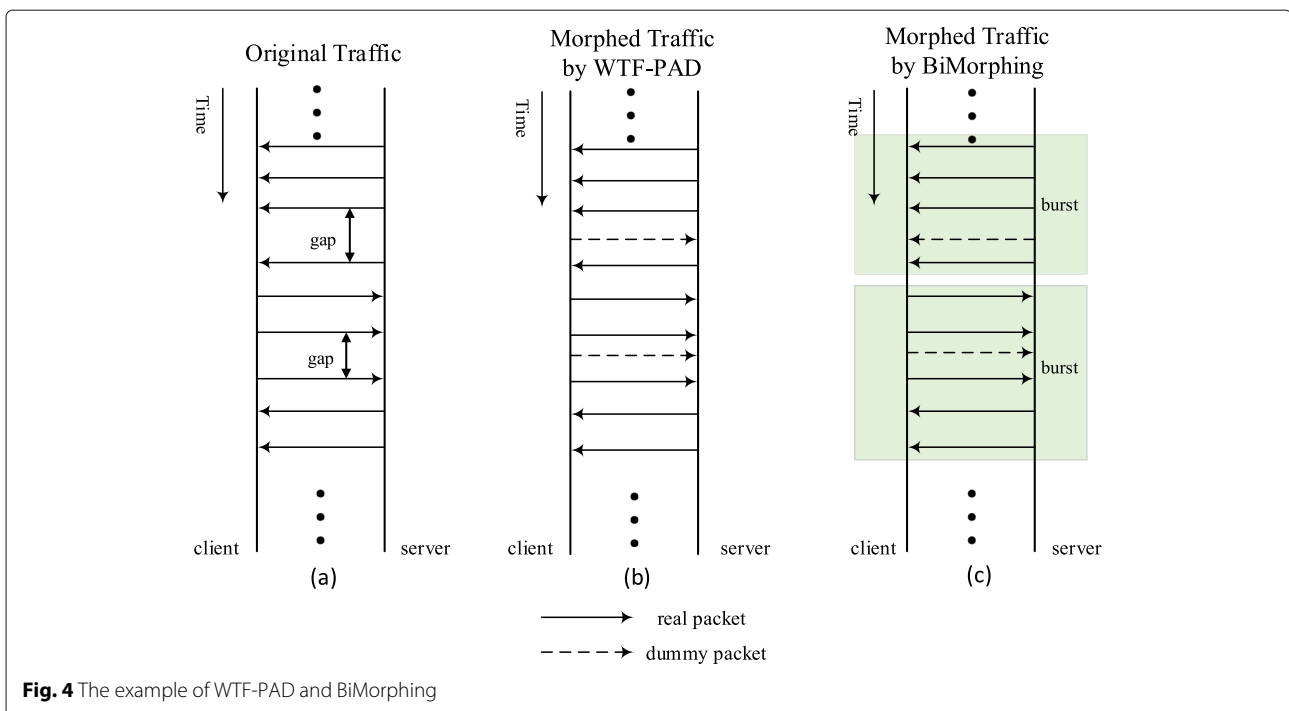 Original Traffic
Time
gap
gap
client
server
(a)
Morphed Traffic
by WTF-PAD
Time
client
server
(b)
Morphed Traffic
by BiMorphing
Time
burst
burst
client
server
(c)
real packet
dummy packet
Fig. 4 The example of WTF-PAD and BiMorphing